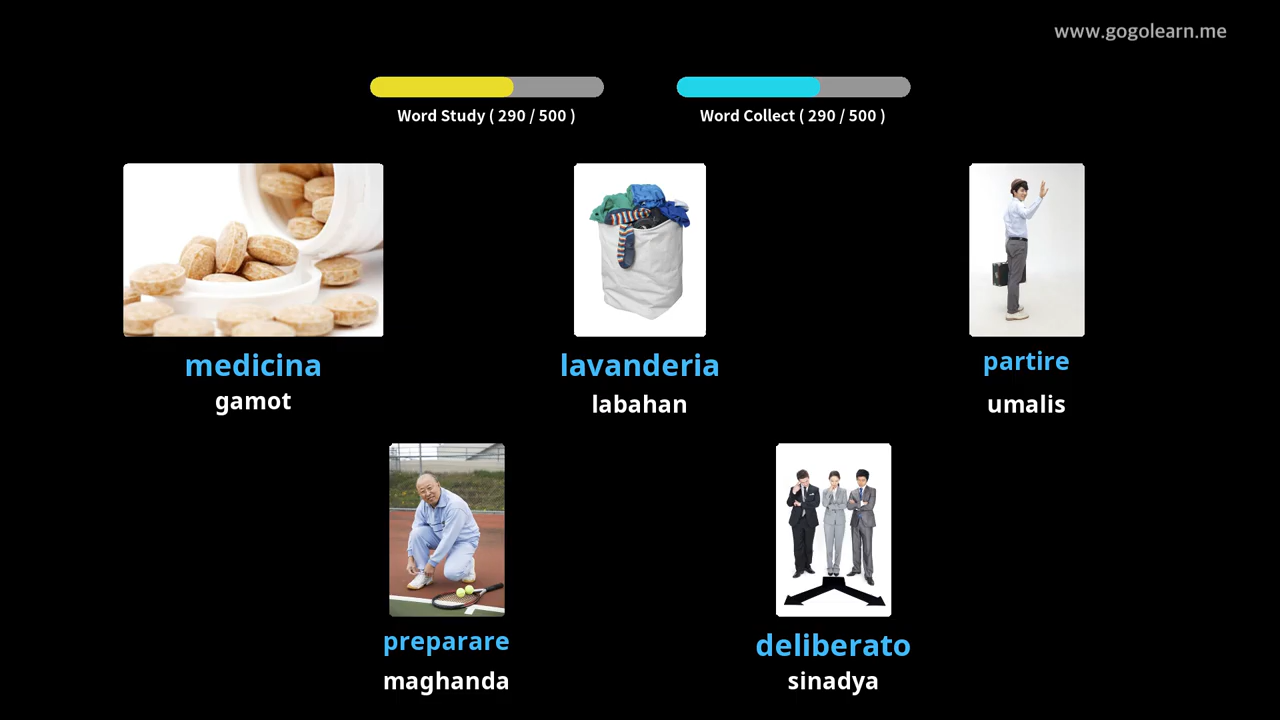 www.gogolearn.me
Word Study ( 290 / 500 )
Word Collect ( 290 / 500 )
medicina
gamot
lavanderia
labahan
partire
umalis
preparare
maghanda
deliberato
sinadya